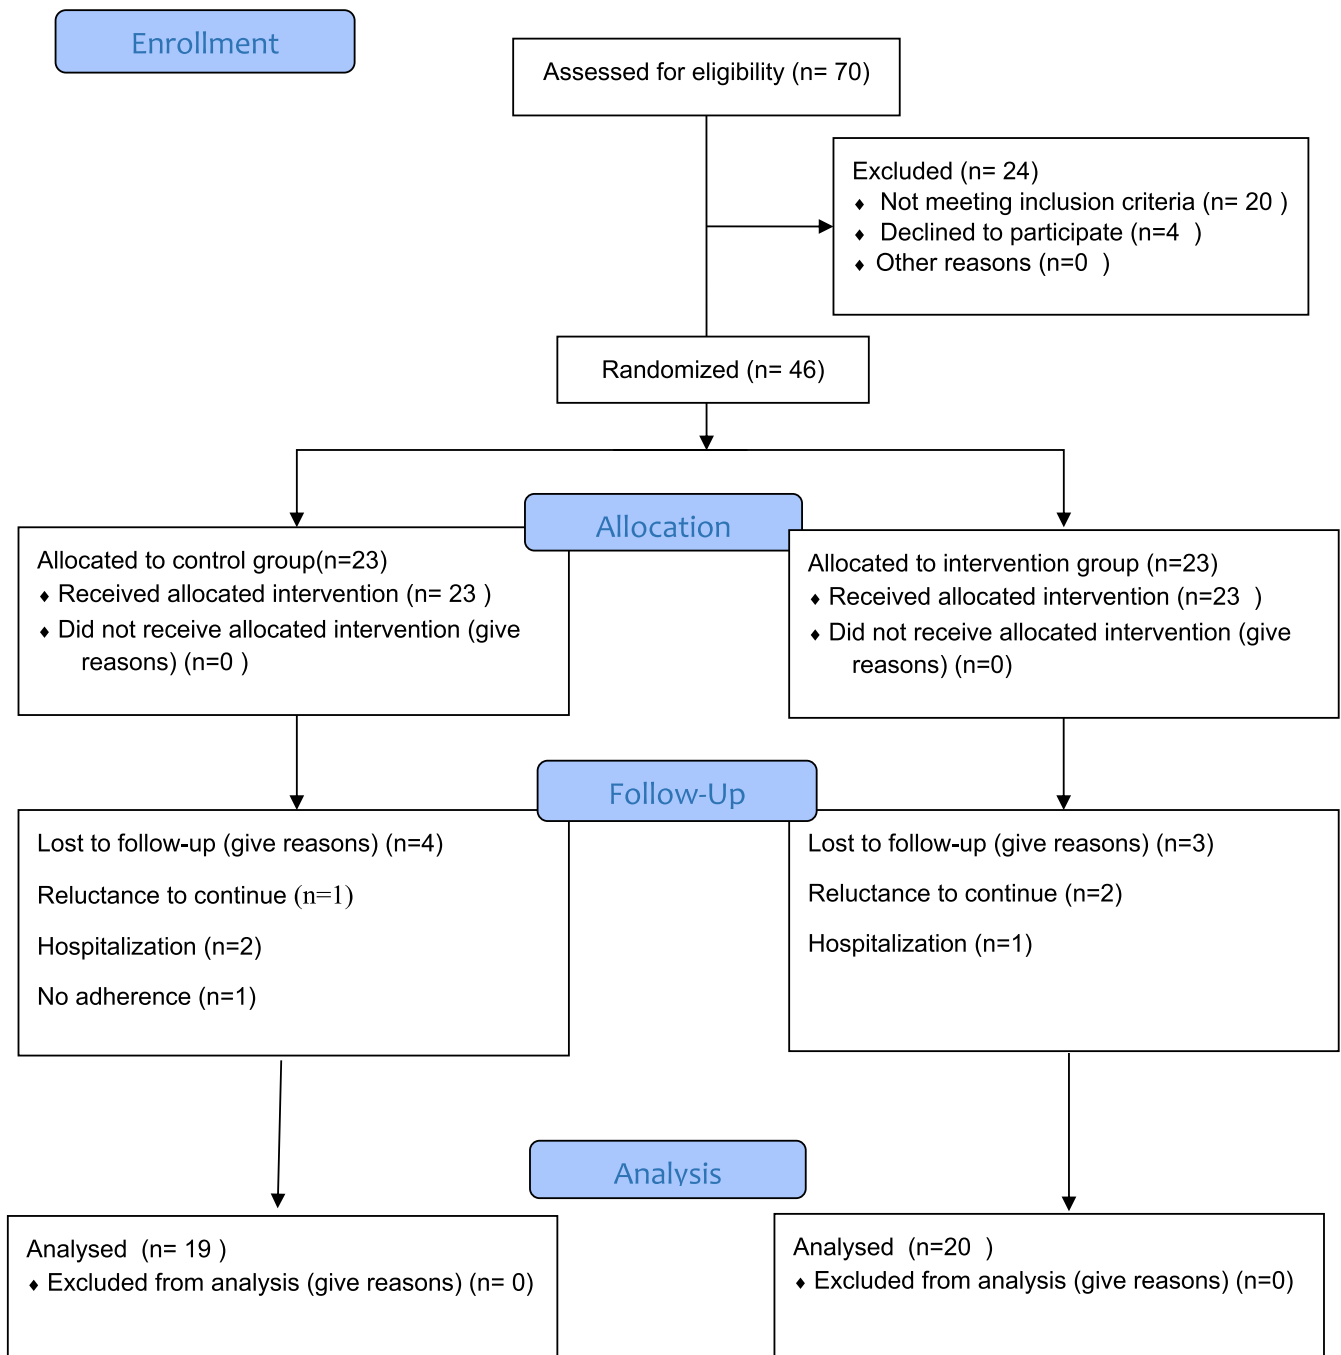 Enrollment
Assessed for eligibility (n= 70)
Excluded (n= 24)
♦ Not meeting inclusion criteria (n= 20 )
♦ Declined to participate (n=4 )
♦ Other reasons (n=0 )
Randomized (n= 46)
Allocation
Allocated to control group(n=23)
♦ Received allocated intervention (n= 23 )
♦ Did not receive allocated intervention (give
reasons) (n=0 )
Allocated to intervention group (n=23)
♦ Received allocated intervention (n=23 )
♦ Did not receive allocated intervention (give
reasons) (n=0)
Follow-Up
Lost to follow-up (give reasons) (n=4)
Reluctance to continue (n=1)
Hospitalization (n=2)
No adherence (n=1)
Lost to follow-up (give reasons) (n=3)
Reluctance to continue (n=2)
Hospitalization (n=1)
Analysis
Analysed (n= 19 )
♦ Excluded from analysis (give reasons) (n= 0)
Analysed (n=20 )
♦ Excluded from analysis (give reasons) (n=0)